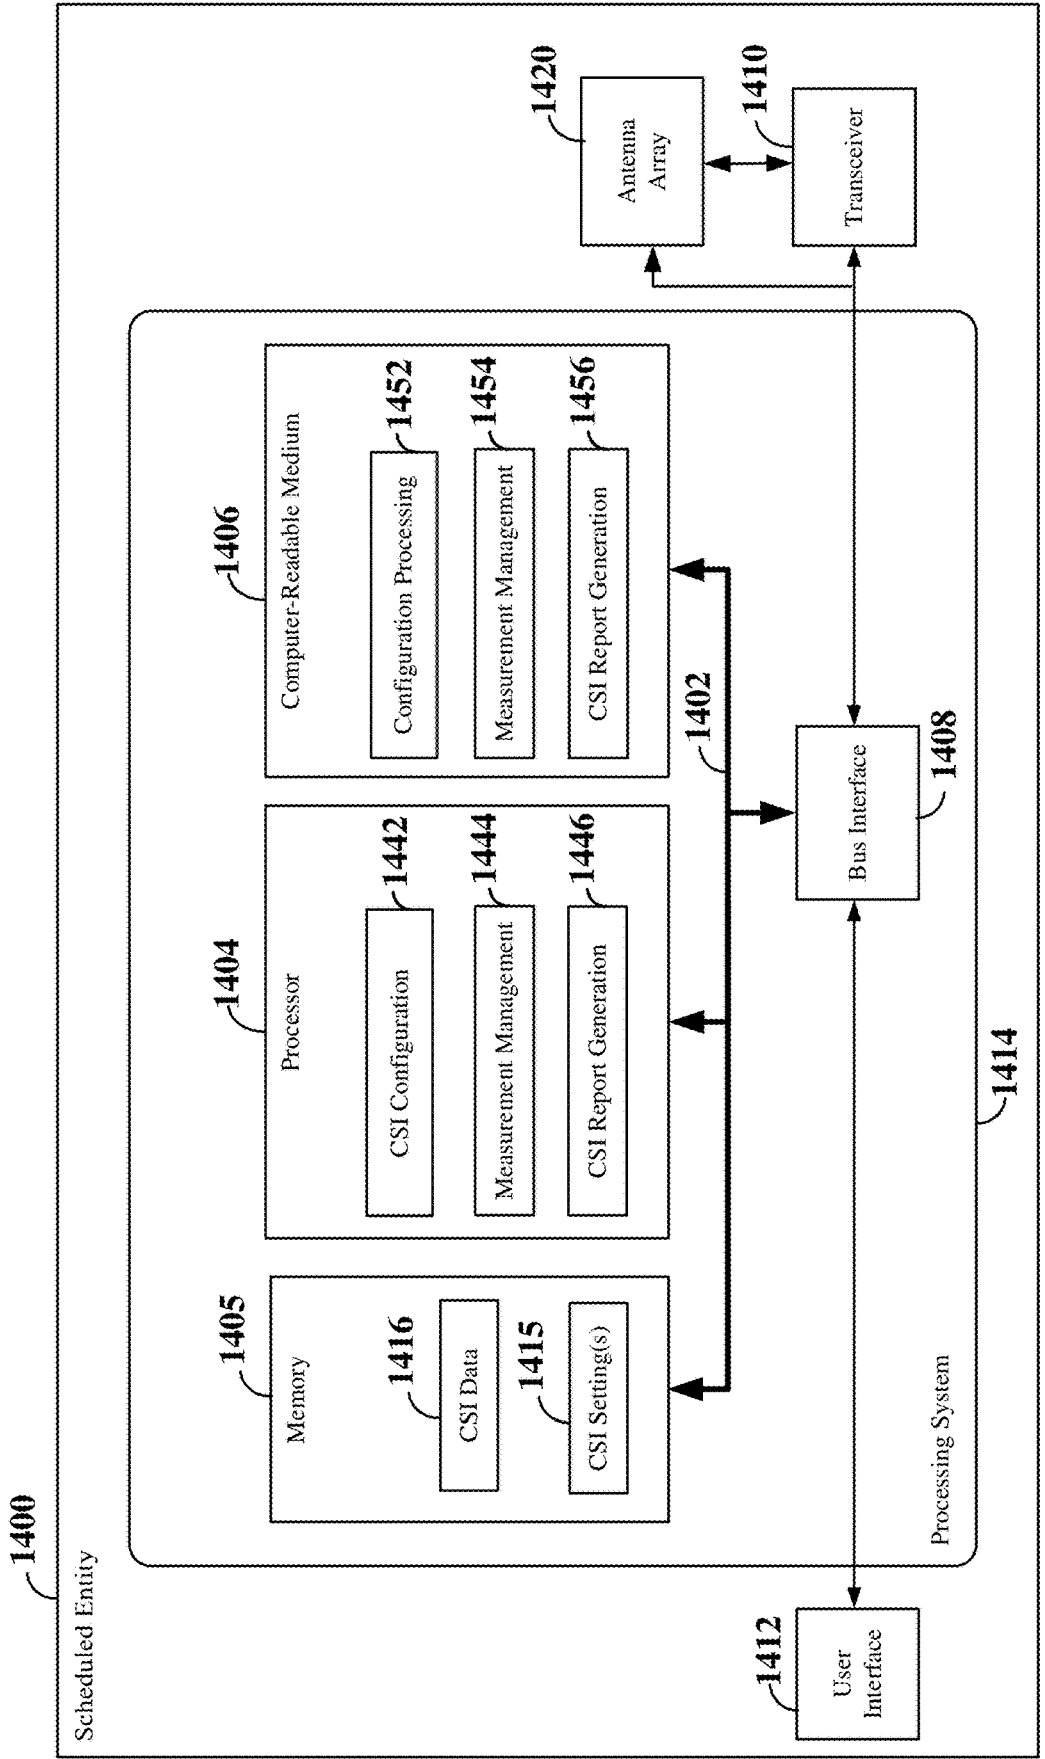 1400
Scheduled Entity
1405
Memory
1416
CSI Data
1415
CSI Setting(s)
1404
Processor
1442
CSI Configuration
1444
Measurement Management
1446
CSI Report Generation
1406
Computer-Readable Medium
1452
Configuration Processing
1454
Measurement Management
1456
CSI Report Generation
1402
1420
Antenna
Array
1410
Transceiver
1412
User
Interface
Bus Interface
1408
Processing System
1414